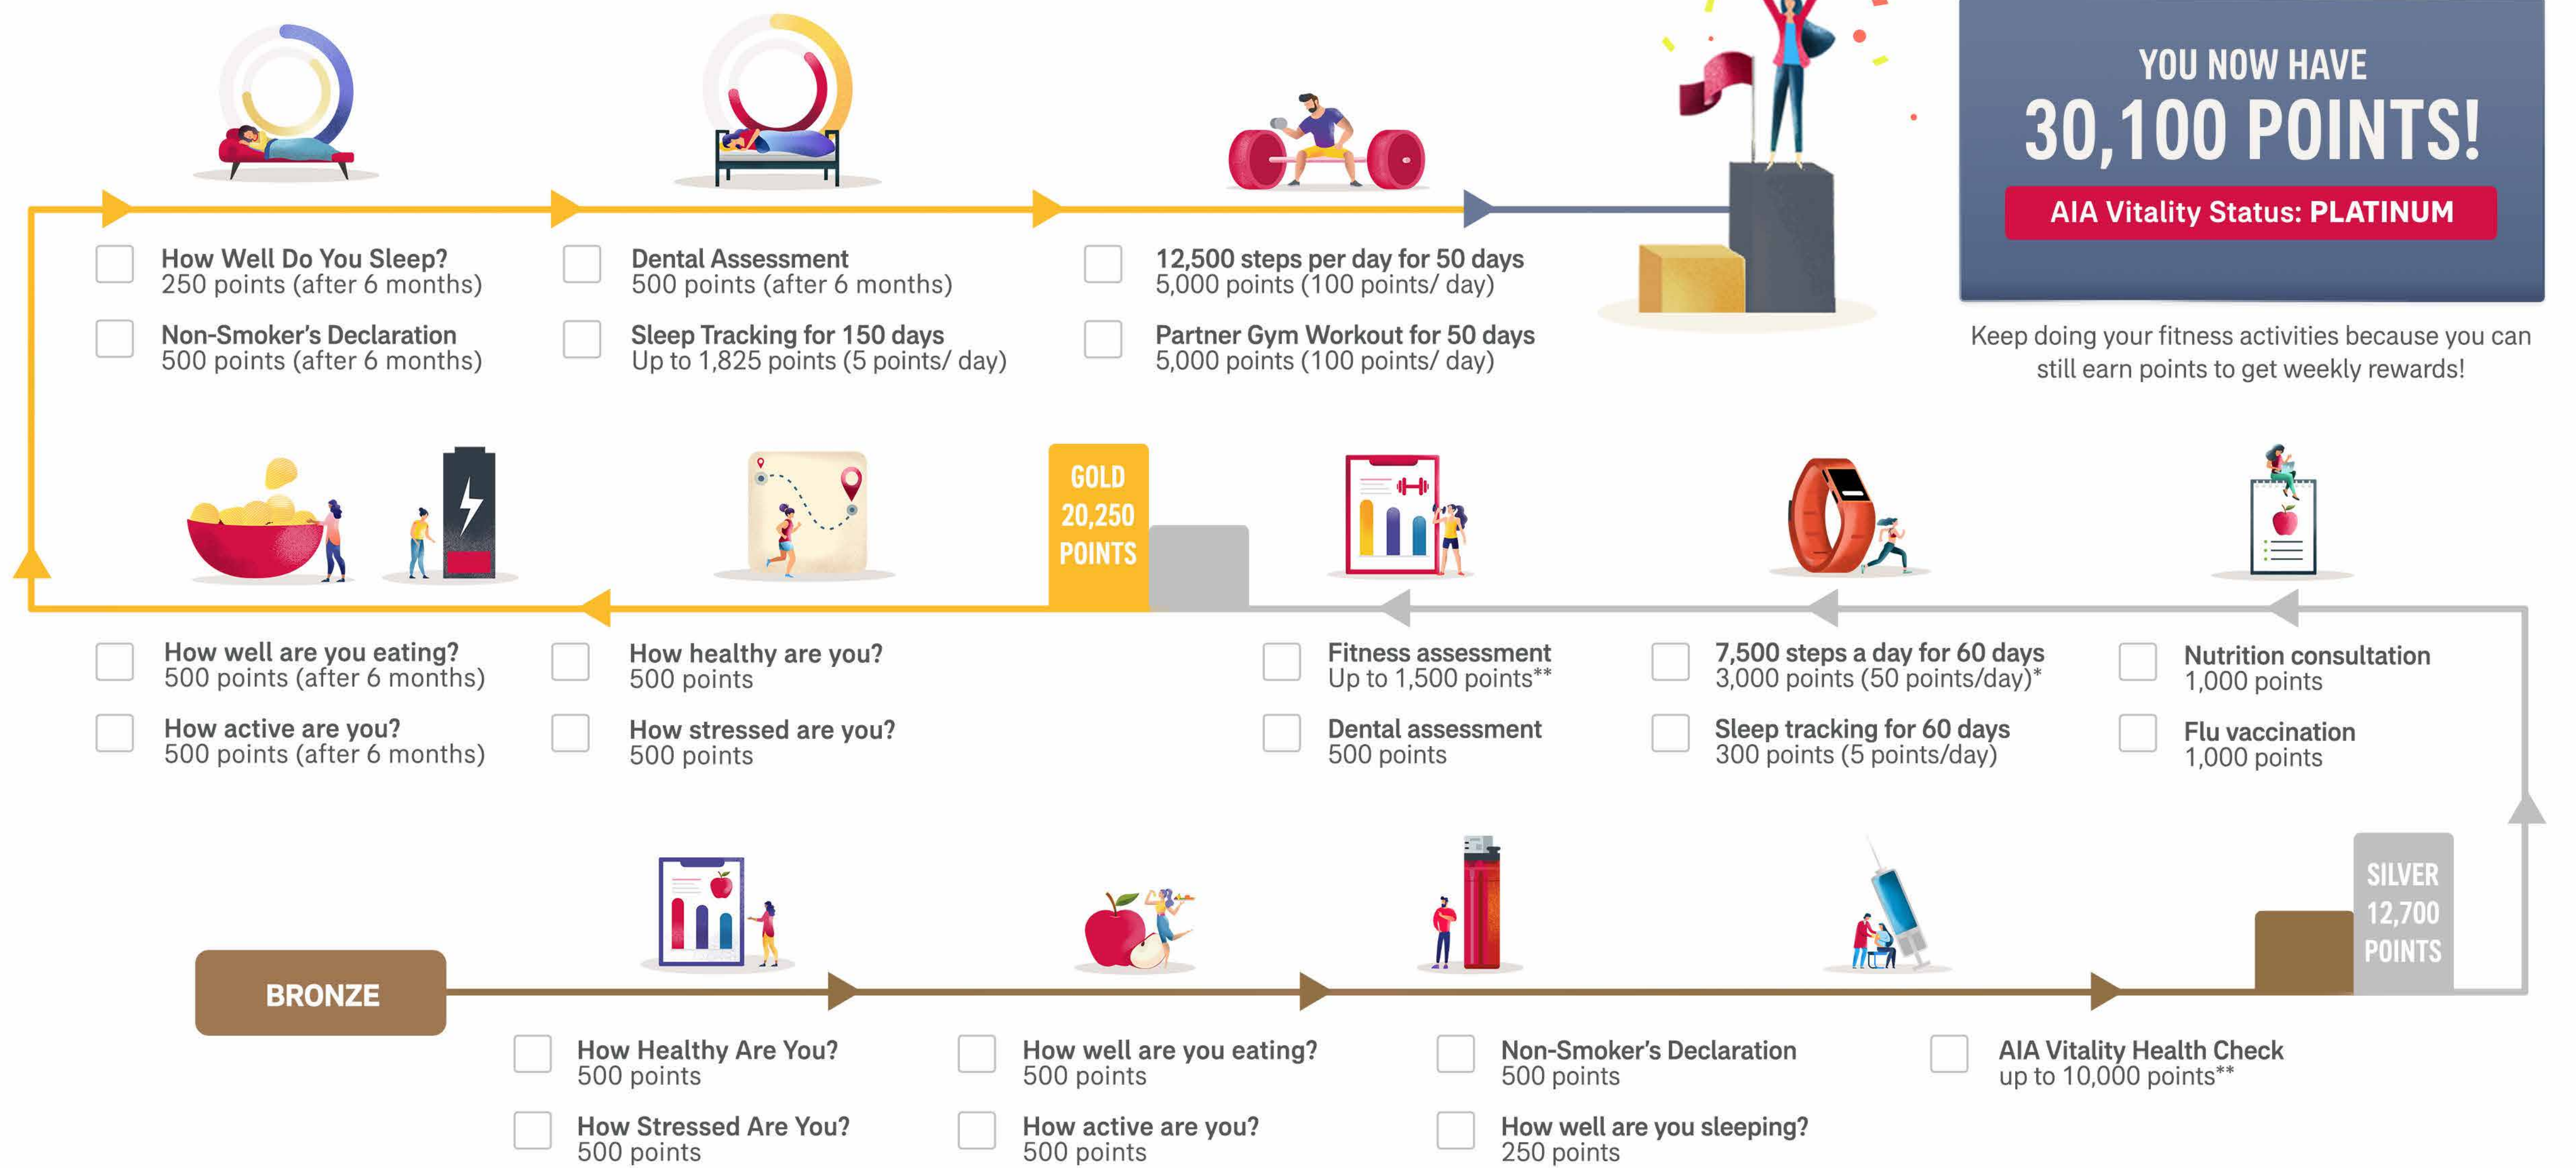 YOU NOW HAVE
30,100 POINTS!
AIA Vitality Status: PLATINUM
Keep doing your fitness activities because you can
still earn points to get weekly rewards!
How Well Do You Sleep?
250 points (after 6 months)
Non-Smoker's Declaration
500 points (after 6 months)
Dental Assessment
500 points (after 6 months)
Sleep Tracking for 150 days
Up to 1,825 points (5 points/ day)
12,500 steps per day for 50 days
5,000 points (100 points/ day)
Partner Gym Workout for 50 days
5,000 points (100 points/ day)
GOLD
20,250
POINTS
How well are you eating?
500 points (after 6 months)
How active are you?
500 points (after 6 months)
How healthy are you?
500 points
How stressed are you?
500 points
Fitness assessment
Up to 1,500 points**
Dental assessment
500 points
7,500 steps a day for 60 days
3,000 points (50 points/day)*
Sleep tracking for 60 days
300 points (5 points/day)
Nutrition consultation
1,000 points
Flu vaccination
1,000 points
SILVER
12,700
POINTS
BRONZE
How Healthy Are You?
500 points
How Stressed Are You?
500 points
How well are you eating?
500 points
How active are you?
500 points
Non-Smoker's Declaration
500 points
How well are you sleeping?
250 points
AIA Vitality Health Check
up to 10,000 points**